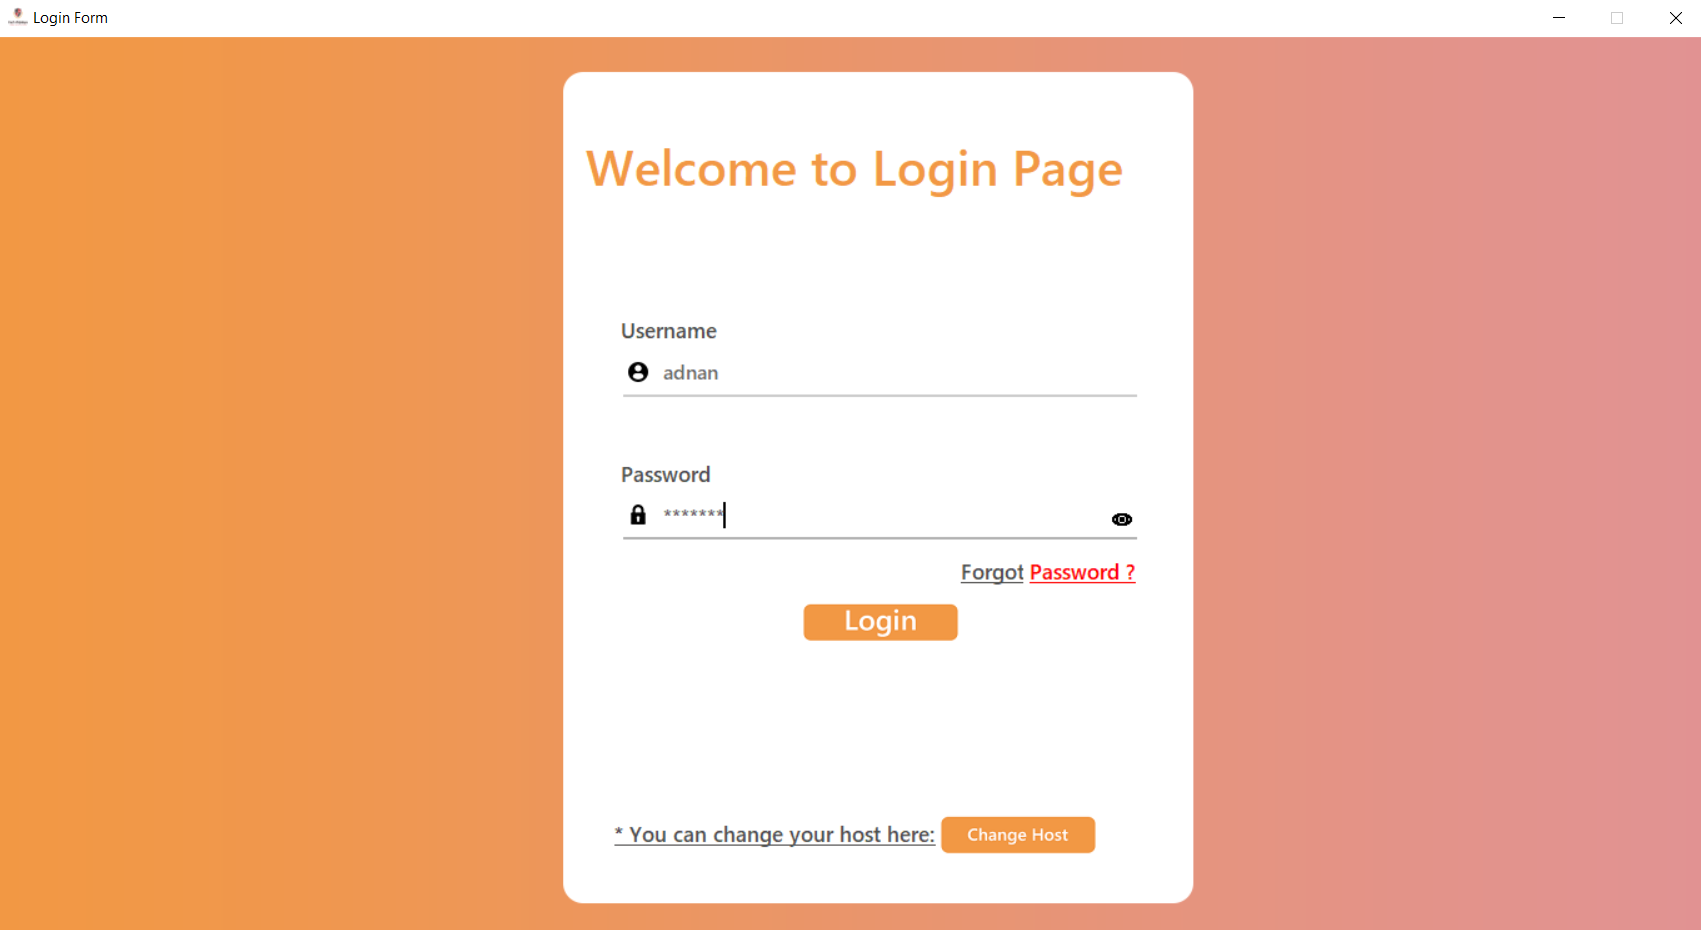 Login Form
Welcome to Login Page
Username
adnan
Password
*******
Forgot Password ?
Login
* You can change your host here: Change Host